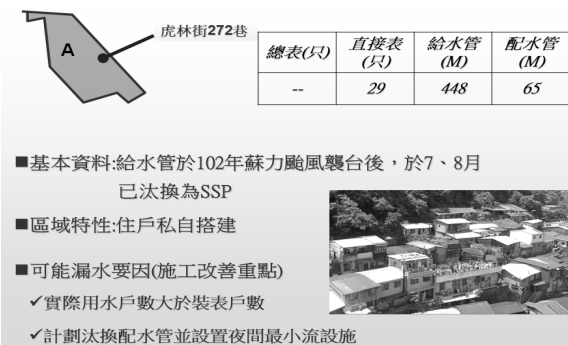 虎林街272巷
A
總表(只) 直接表(只) 給水管(M) 配水管(M)
-- 29 448 65
■基本資料:給水管於102年蘇力颱風襲台後，於7、8月
已汰換為SSP
■區域特性:住戶私自搭建
■可能漏水要因(施工改善重點)
✓實際用水戶數大於裝表戶數
✓計劃汰換配水管並設置夜間最小流設施